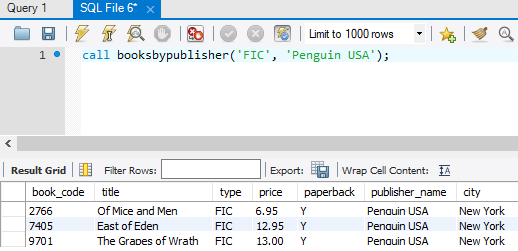 Query 1 SQL File 6*
Limit to 1000 rows
1 call booksbypublisher('FIC', 'Penguin USA');
Result Grid Filter Rows: Export: Wrap Cell Content:
book_code title type price paperback publisher_name city
2766 Of Mice and Men FIC 6.95 Y Penguin USA New York
7405 East of Eden FIC 12.95 Y Penguin USA New York
9701 The Grapes of Wrath FIC 13.00 Y Penguin USA New York